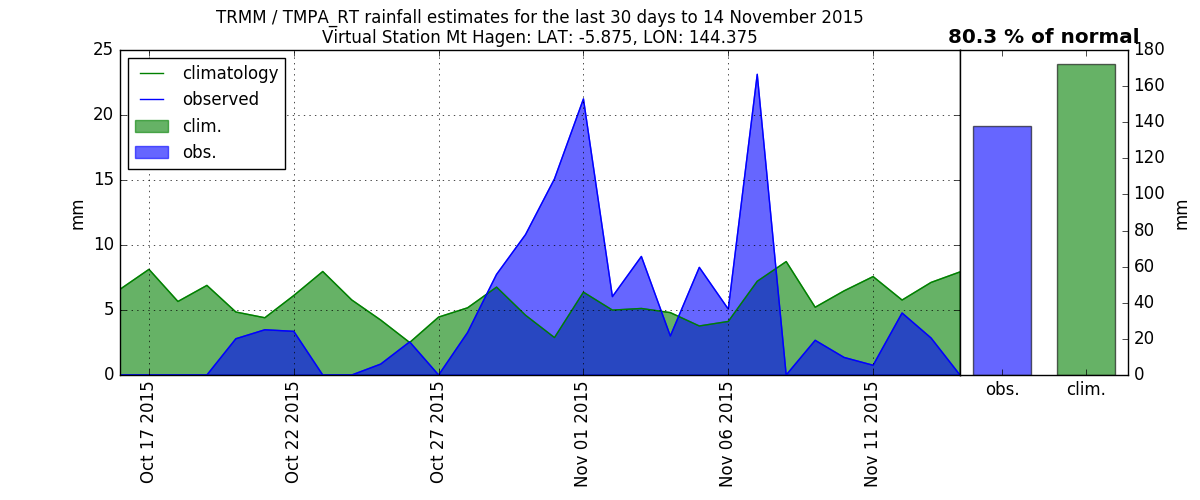 TRMM / TMPA_RT rainfall estimates for the last 30 days to 14 November 2015
Virtual Station Mt Hagen: LAT: -5.875, LON: 144.375
80.3 % of normal
climatology
observed
clim.
obs.
mm
25
20
15
10
5
0
Oct 17 2015
Oct 22 2015
Oct 27 2015
Nov 01 2015
Nov 06 2015
Nov 11 2015
obs.
clim.
180
160
140
120
100
80
60
40
20
0
mm